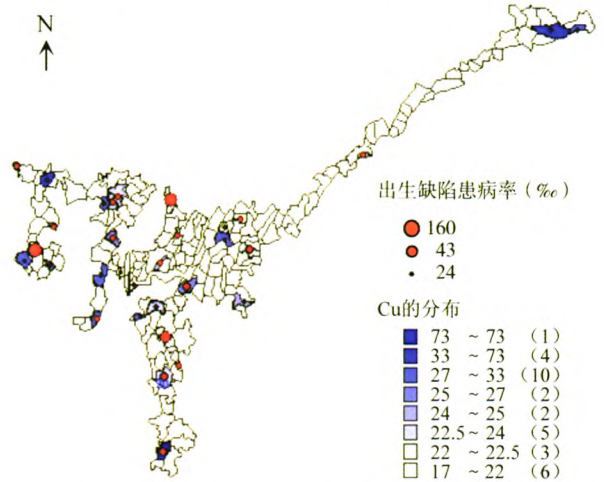 N
出生缺陷患病率(‰)
160
43
24
Cu的分布
73 ~ 73 (1)
33 ~ 73 (4)
27 ~ 33 (10)
25 ~ 27 (2)
24 ~ 25 (2)
22.5 ~ 24 (5)
22 ~ 22.5 (3)
17 ~ 22 (6)